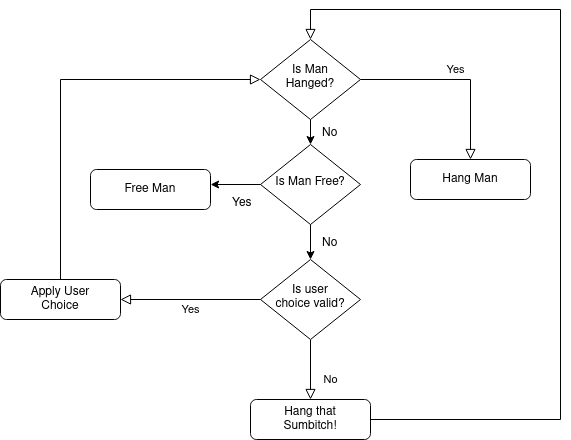 Is Man
Hanged?
Yes
No
Is Man Free?
Free Man
Hang Man
Yes
No
Is user
choice valid?
Apply User
Choice
Yes
No
Hang that
Sumbitch!